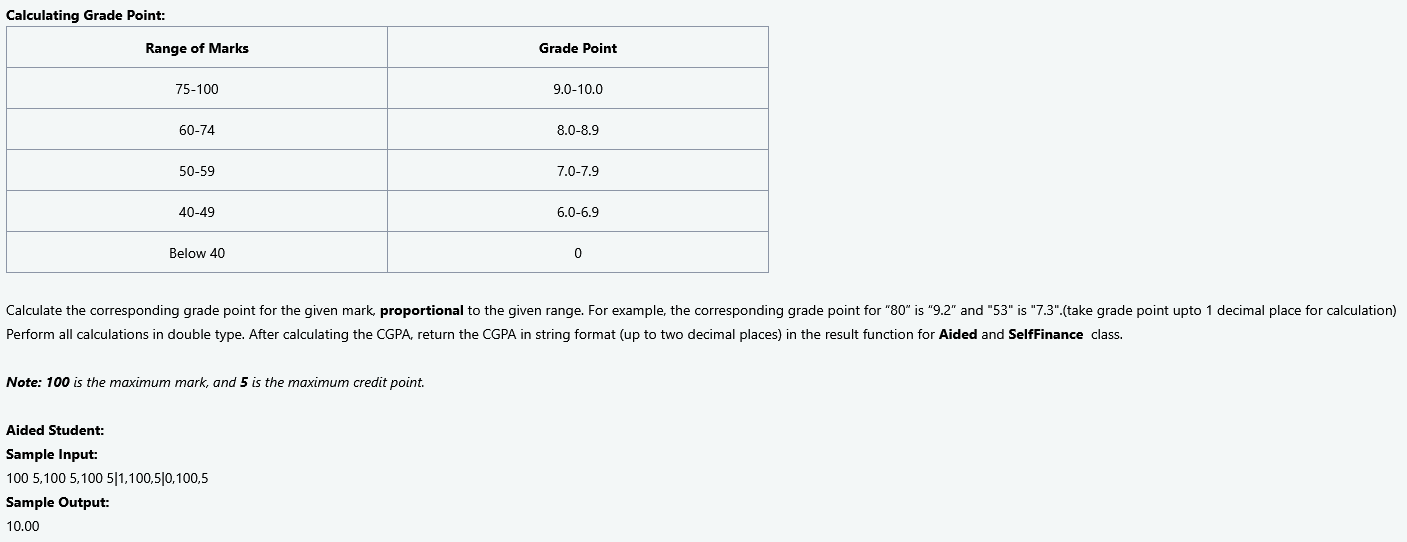 Calculating Grade Point:
Range of Marks Grade Point
75-100 9.0-10.0
60-74 8.0-8.9
50-59 7.0-7.9
40-49 6.0-6.9
Below 40 0
Calculate the corresponding grade point for the given mark, proportional to the given range. For example, the corresponding grade point for “80” is “9.2” and "53" is "7.3".(take grade point upto 1 decimal place for calculation)
Perform all calculations in double type. After calculating the CGPA, return the CGPA in string format (up to two decimal places) in the result function for Aided and SelfFinance class.
Note: 100 is the maximum mark, and 5 is the maximum credit point.
Aided Student:
Sample Input:
100 5,100 5,100 5|1,100,5|0,100,5
Sample Output:
10.00